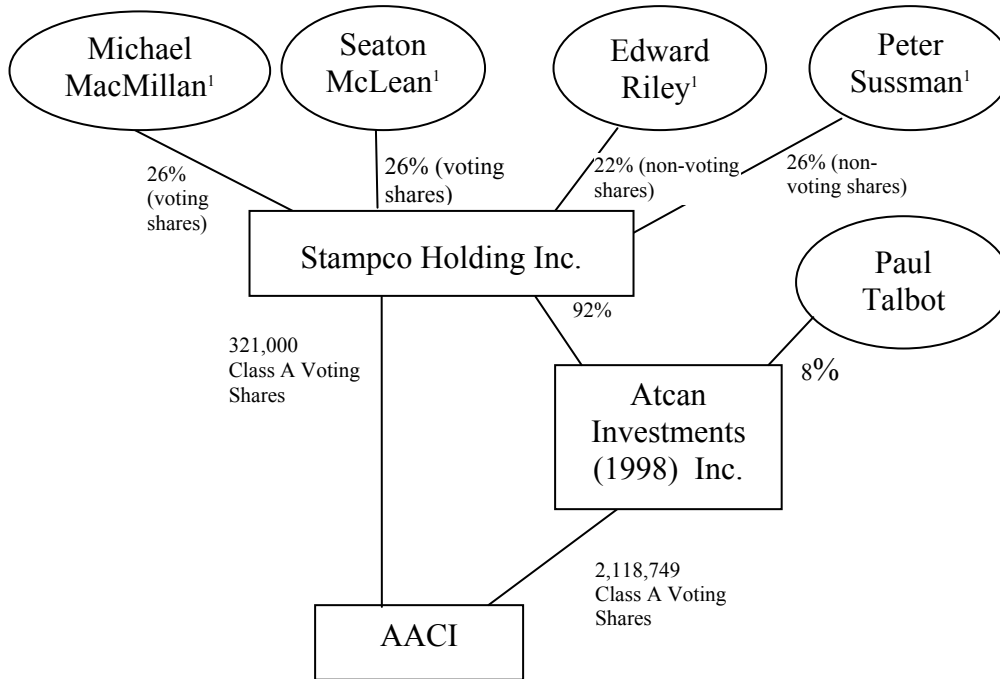 Michael
MacMillan¹
Seaton
McLean¹
Edward
Riley¹
Peter
Sussman¹
26%
(voting
shares)
26% (voting
shares)
22% (non-voting
shares)
26% (non-
voting shares)
Stampco Holding Inc.
Paul
Talbot
92%
8%
321,000
Class A Voting
Shares
Atcan
Investments
(1998) Inc.
2,118,749
Class A Voting
Shares
AACI